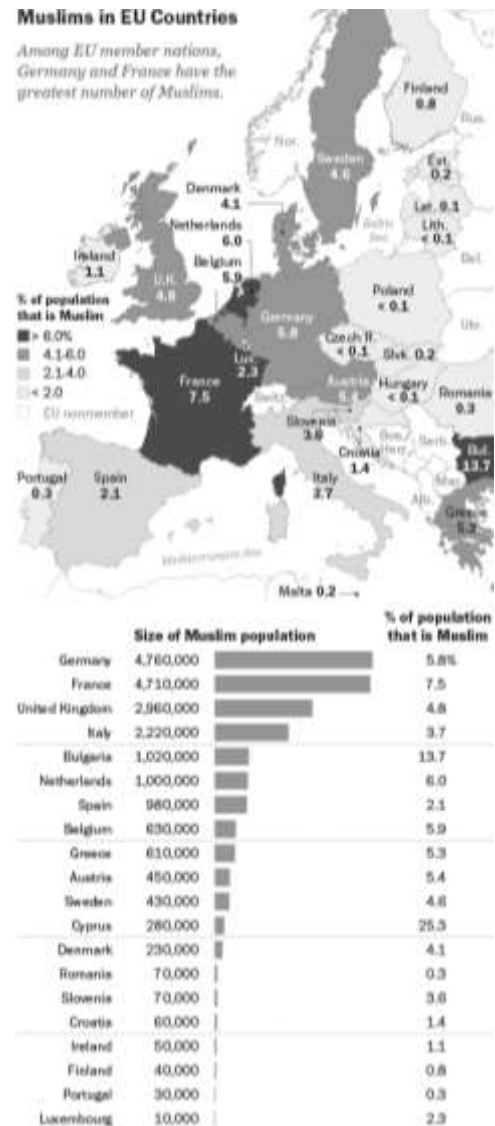 Muslims in EU Countries
Among EU member nations,
Germany and France have the
greatest number of Muslims.
Finland
0.8
Nor.
Rus.
Sweden
4.6
Est.
0.2
Denmark
4.1
Baltic
Sea
Lat. 0.1
Lith.
< 0.1
Netherlands
6.0
Bel.
Ireland
1.1
Belgium
5.9
U.K.
4.8
Poland
< 0.1
% of population
that is Muslim
Germany
5.8
Ukr.
> 6.0%
4.1-6.0
2.1-4.0
< 2.0
EU nonmember
Czech R.
< 0.1
Lux.
2.3
Slvk. 0.2
France
7.5
Austria
Hungary
< 0.1
Switz.
Romania
0.3
Slovenia
Croatia
1.4
Serb.
Bul.
13.7
Portugal
0.3
Spain
2.1
Italy
3.7
Mac.
Alb.
Greece
5.3
Mediterranean Sea
Malta 0.2
% of population
that is Muslim
Size of Muslim population
Germany 4,760,000 5.8%
France 4,710,000 7.5
United Kingdom 2,960,000 4.8
Italy 2,220,000 3.7
Bulgaria 1,020,000 13.7
Netherlands 1,000,000 6.0
Spain 980,000 2.1
Belgium 630,000 5.9
Greece 610,000 5.3
Austria 450,000 5.4
Sweden 430,000 4.6
Cyprus 280,000 25.3
Denmark 230,000 4.1
Romania 70,000 0.3
Slovenia 70,000 3.6
Croatia 60,000 1.4
Ireland 50,000 1.1
Finland 40,000 0.8
Portugal 30,000 0.3
Luxembourg 10,000 2.3